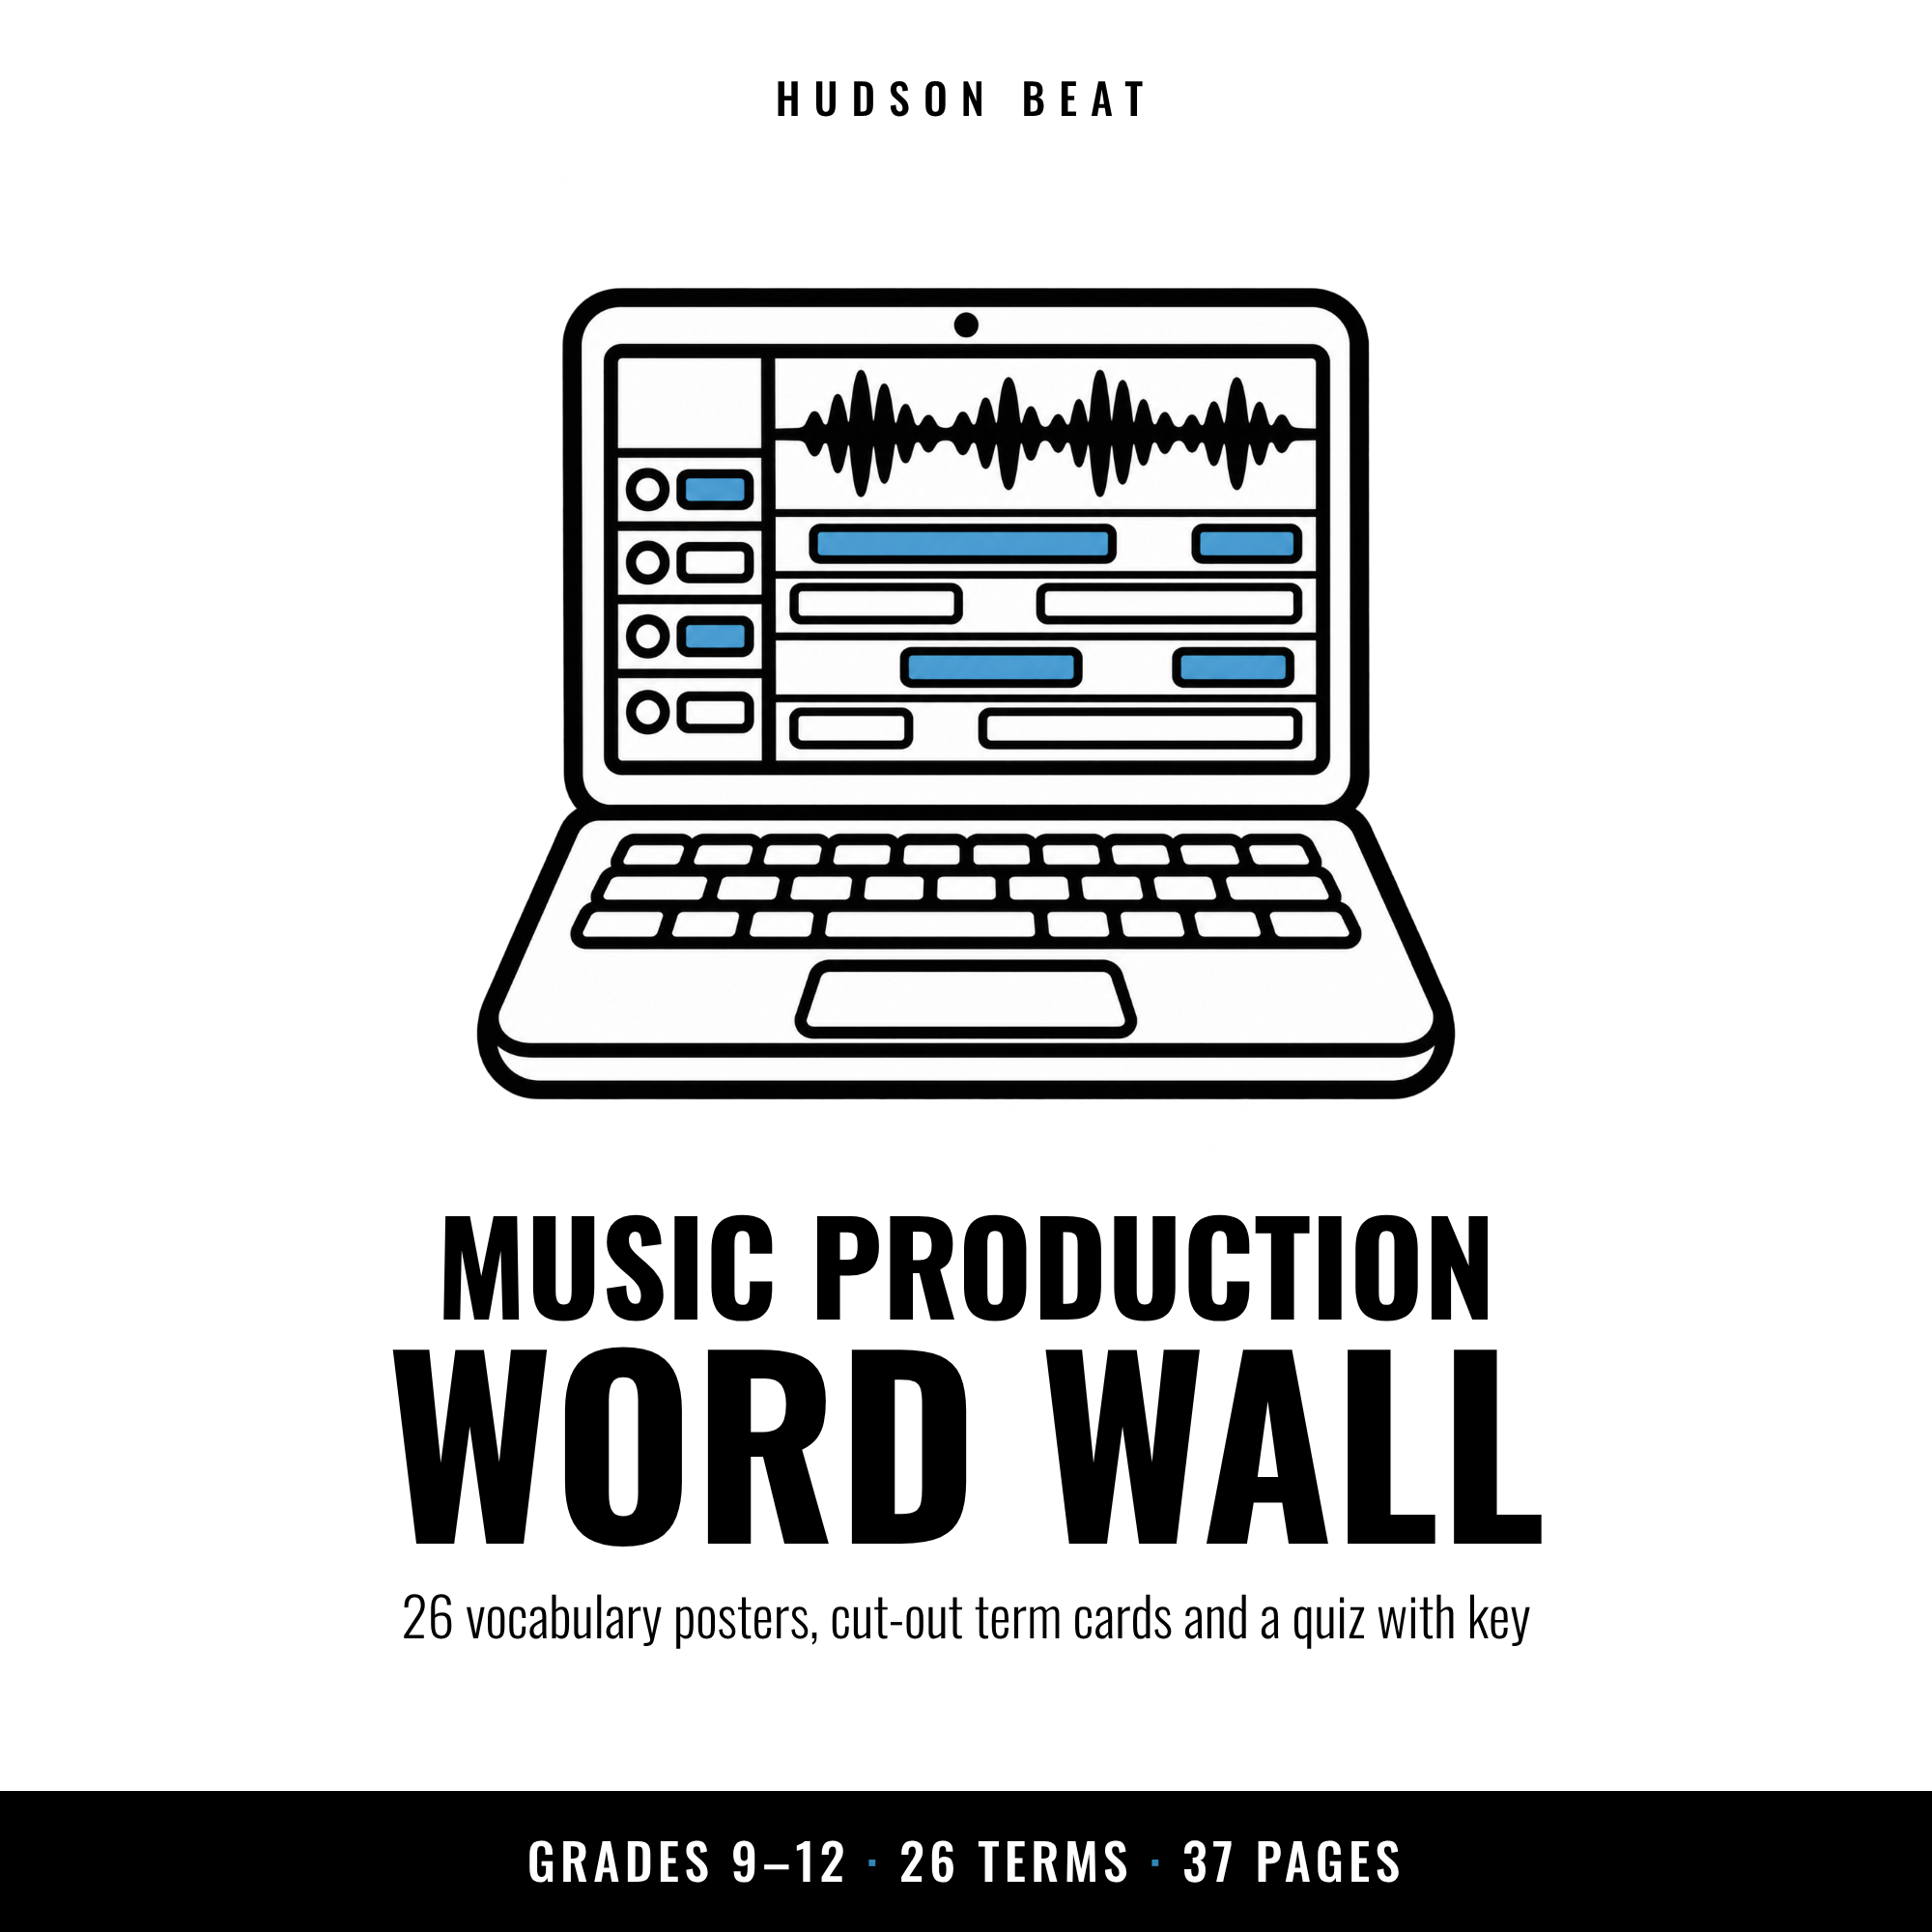 HUDSON BEAT
MUSIC PRODUCTION
WORD WALL
26 vocabulary posters, cut-out term cards and a quiz with key
GRADES 9–12 · 26 TERMS · 37 PAGES